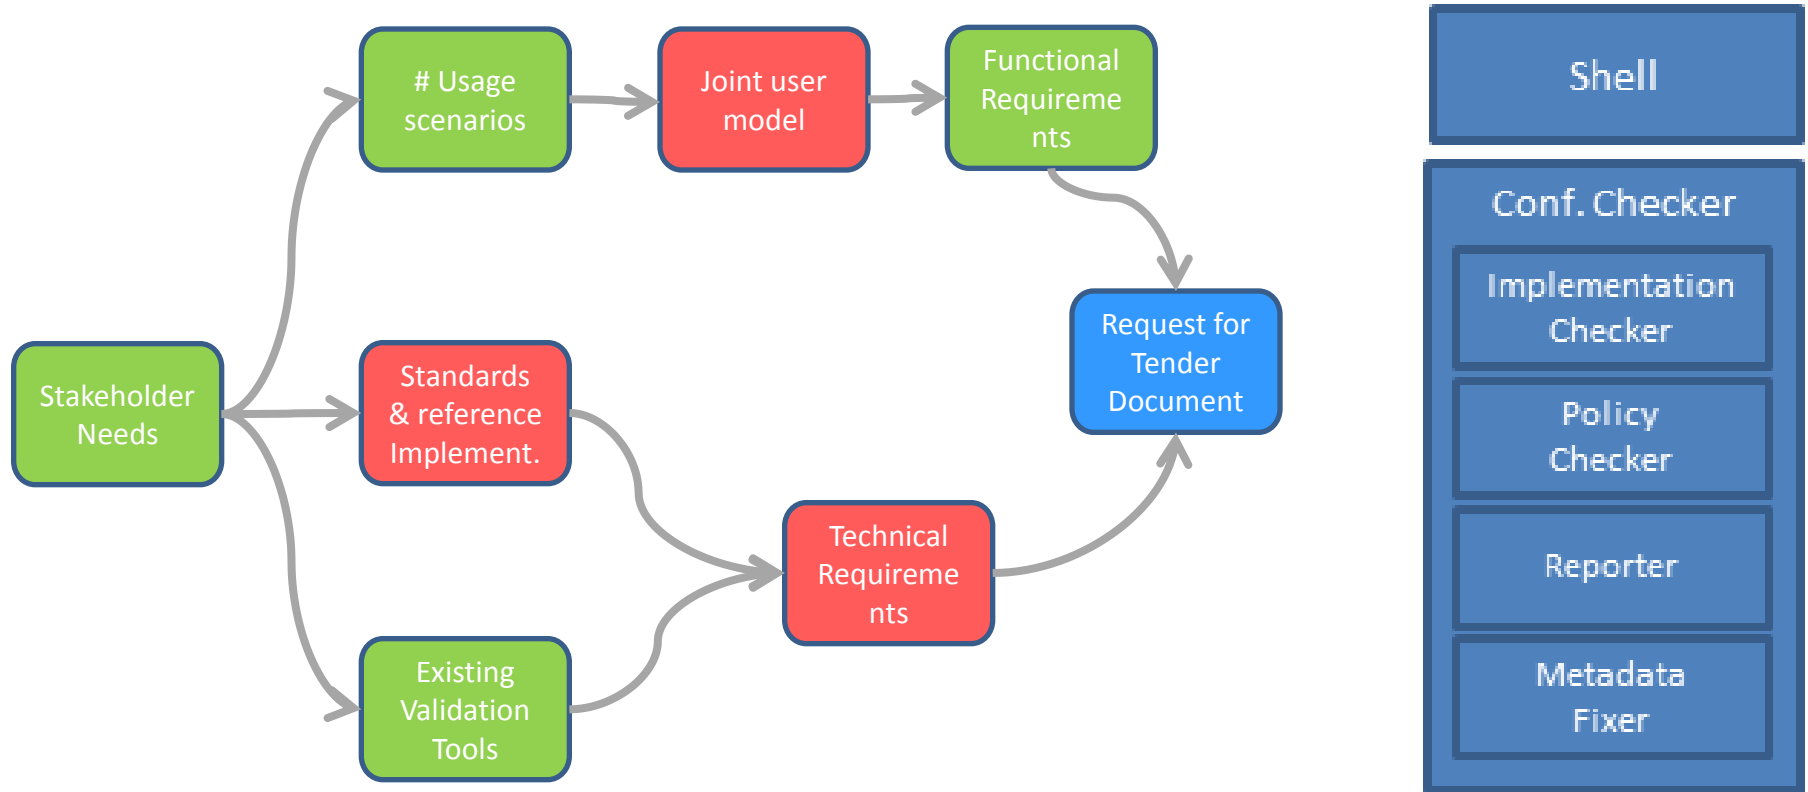 # Usage
scenarios
Joint user
model
Functional
Requireme
nts
Stakeholder
Needs
Standards
& reference
Implement.
Existing
Validation
Tools
Technical
Requireme
nts
Request for
Tender
Document
Shell
Conf. Checker
Implementation
Checker
Policy
Checker
Reporter
Metadata
Fixer